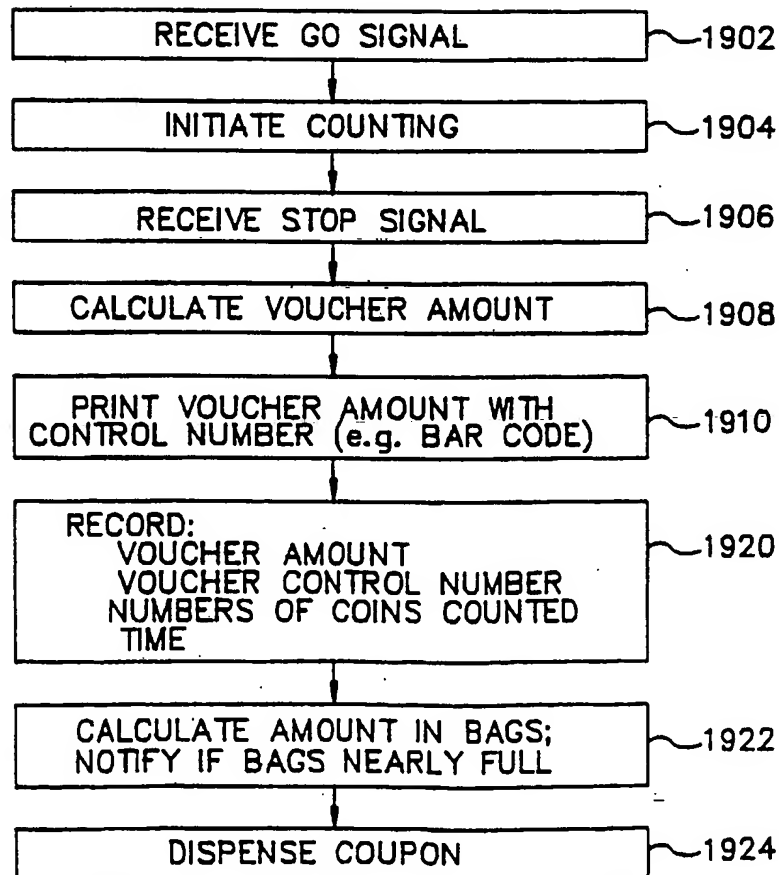 RECEIVE GO SIGNAL 1902
INITIATE COUNTING 1904
RECEIVE STOP SIGNAL 1906
CALCULATE VOUCHER AMOUNT 1908
PRINT VOUCHER AMOUNT WITH
CONTROL NUMBER (e.g. BAR CODE) 1910
RECORD:
VOUCHER AMOUNT
VOUCHER CONTROL NUMBER
NUMBERS OF COINS COUNTED
TIME
1920
CALCULATE AMOUNT IN BAGS;
NOTIFY IF BAGS NEARLY FULL 1922
DISPENSE COUPON 1924